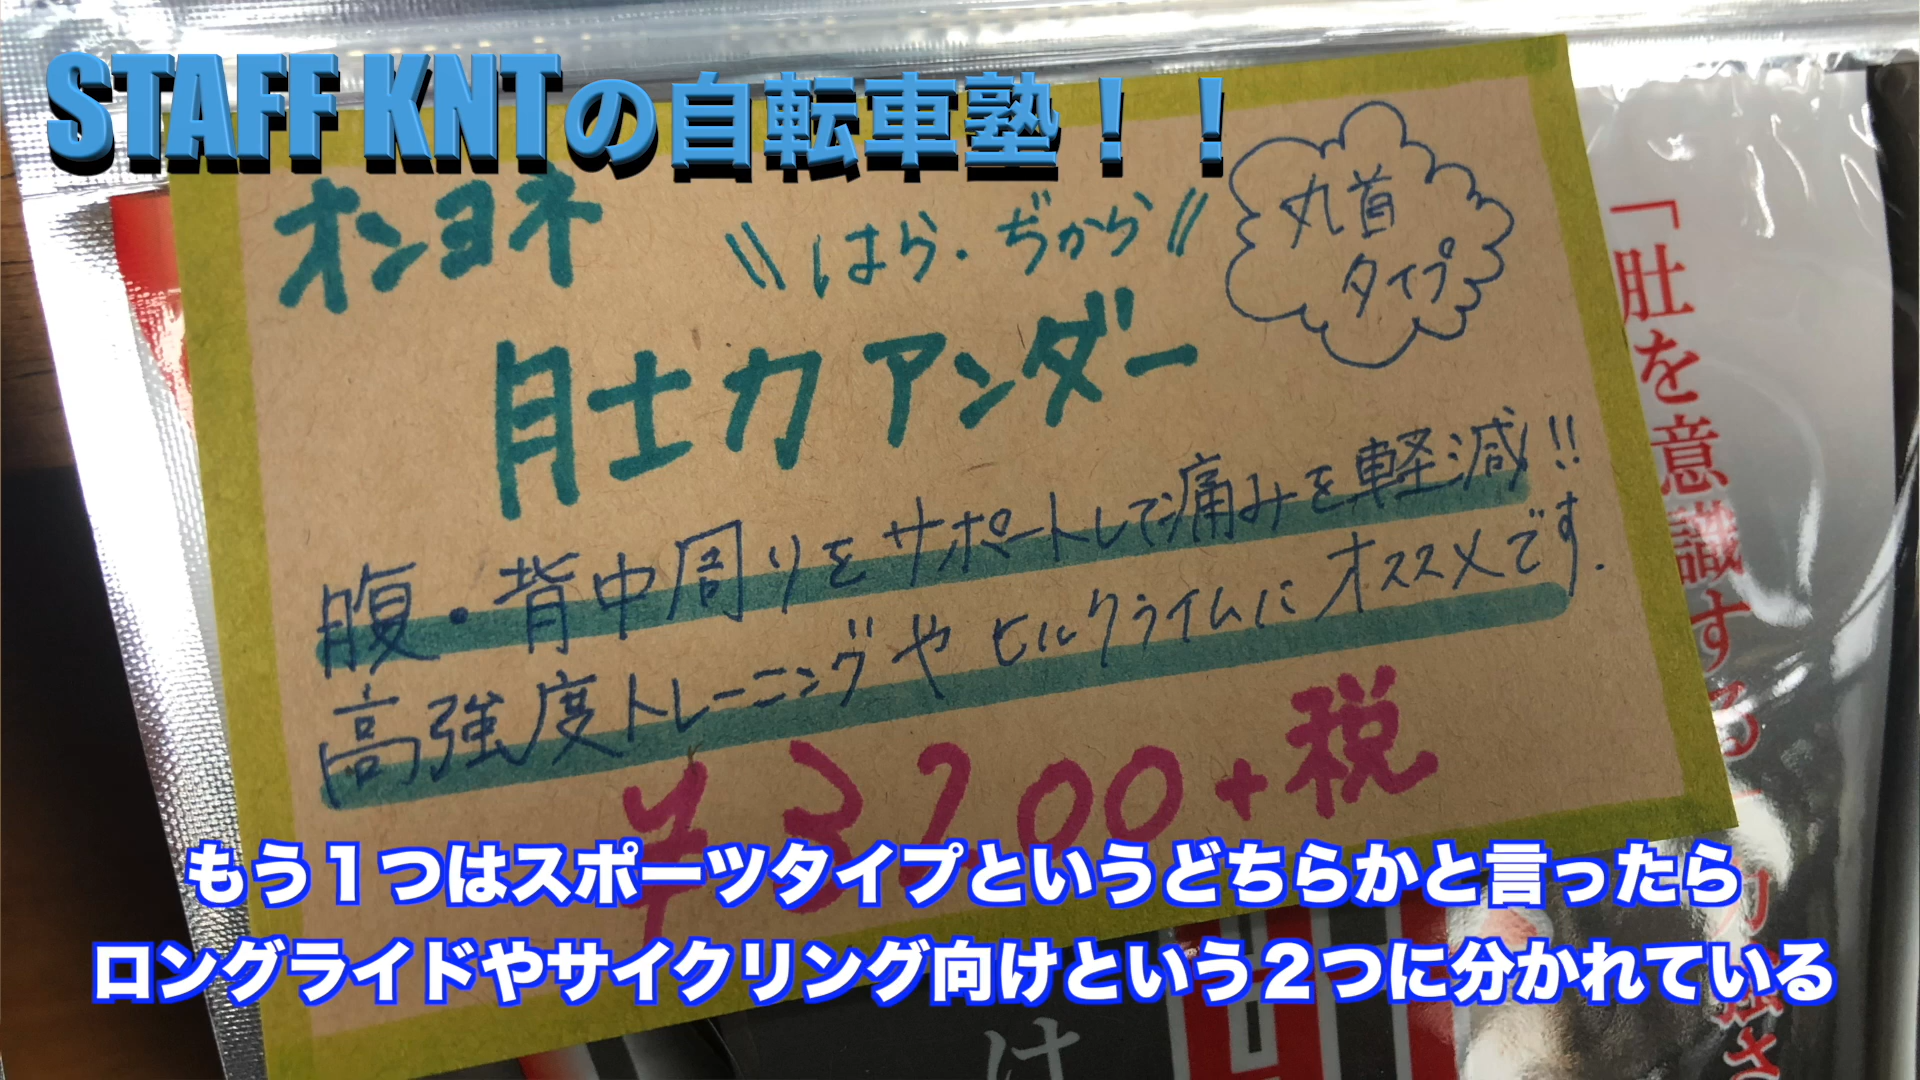 STAFF KNTの自転車塾！！
オンヨネ
\\はら・ぢから//
丸首
タイプ
肚力アンダー
腹・背中周りをサポートして痛みを軽減!!
高強度トレーニングや ヒルクライムに オススメです.
¥3200+税
「肚を意識する」
もう１つはスポーツタイプというどちらかと言ったら
ロングライドやサイクリング向けという２つに分かれている
は